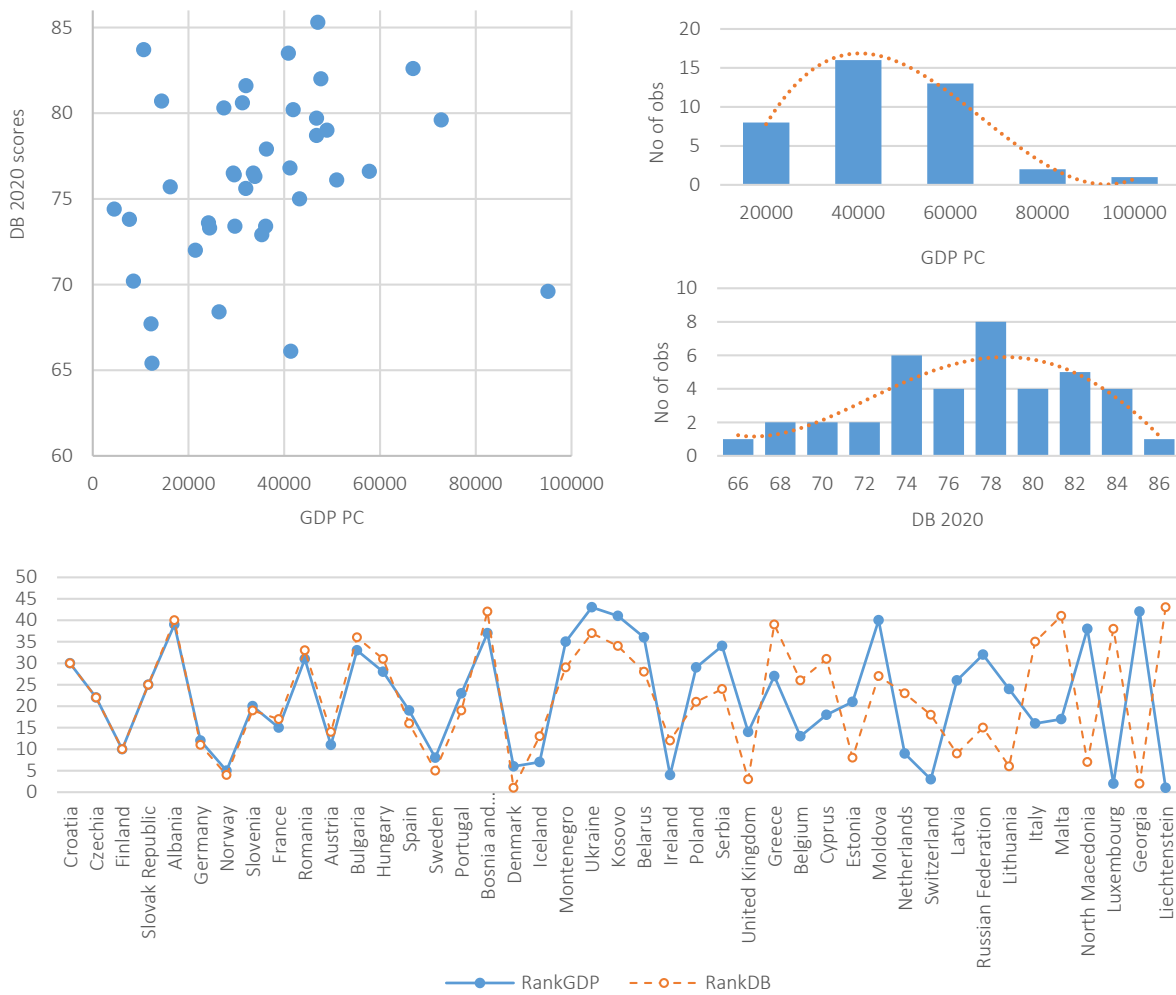 85
80
75
70
65
60
DB 2020 scores
0 20000 40000 60000 80000 100000
GDP PC
20
15
10
5
0
No of obs
20000 40000 60000 80000 100000
GDP PC
10
8
6
4
2
0
No of obs
66 68 70 72 74 76 78 80 82 84 86
DB 2020
50
45
40
35
30
25
20
15
10
5
0
Croatia
Czechia
Finland
Slovak Republic
Albania
Germany
Norway
Slovenia
France
Romania
Austria
Bulgaria
Hungary
Spain
Sweden
Portugal
Bosnia and...
Denmark
Iceland
Montenegro
Ukraine
Kosovo
Belarus
Ireland
Poland
Serbia
United Kingdom
Greece
Belgium
Cyprus
Estonia
Moldova
Netherlands
Switzerland
Latvia
Russian Federation
Lithuania
Italy
Malta
North Macedonia
Luxembourg
Georgia
Liechtenstein
RankGDP RankDB